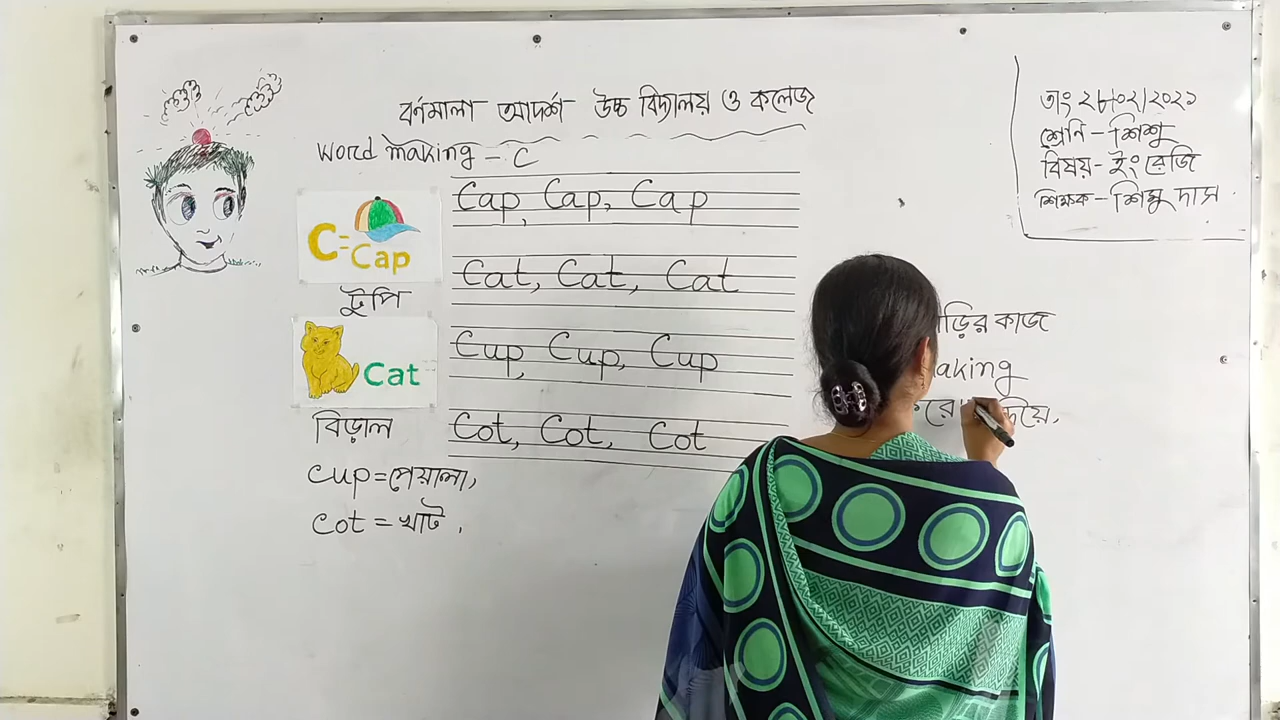 বর্ণমালা আদর্শ উচ্চ বিদ্যালয় ও কলেজ
Word Making - C
তাং ২৮/০২/২০২১
শ্রেনি - শিশু
বিষয় - ইংরেজি
শিক্ষক - শিমু দাস
C = Cap
টুপি
Cap, Cap, Cap
Cat, Cat, Cat
Cat
বিড়াল
Cup, Cup, Cup
Cot, Cot, Cot
cup = পেয়ালা,
cot = খাট,
ড়ির কাজ
aking